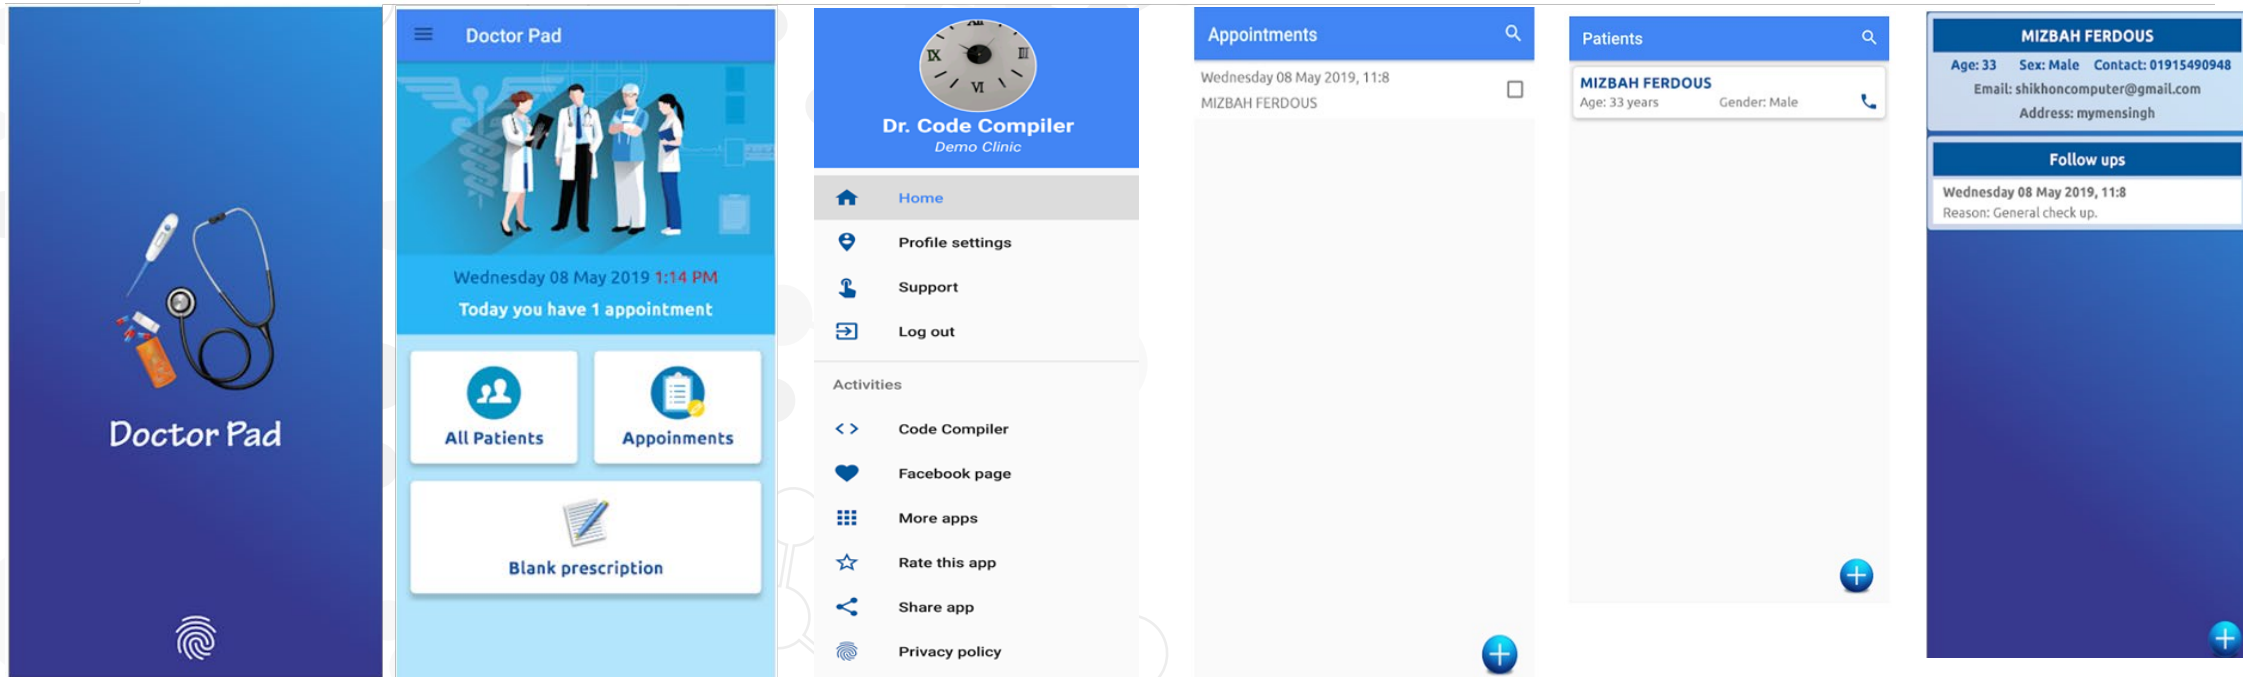 Doctor Pad
Doctor Pad
Wednesday 08 May 2019 1:14 PM
Today you have 1 appointment
All Patients
Appoinments
Blank prescription
IX
III
VI
Dr. Code Compiler
Demo Clinic
Home
Profile settings
Support
Log out
Activities
Code Compiler
Facebook page
More apps
Rate this app
Share app
Privacy policy
Appointments
Wednesday 08 May 2019, 11:8
MIZBAH FERDOUS
Patients
MIZBAH FERDOUS
Age: 33 years Gender: Male
MIZBAH FERDOUS
Age: 33 Sex: Male Contact: 01915490948
Email: shikhoncomputer@gmail.com
Address: mymensingh
Follow ups
Wednesday 08 May 2019, 11:8
Reason: General check up.